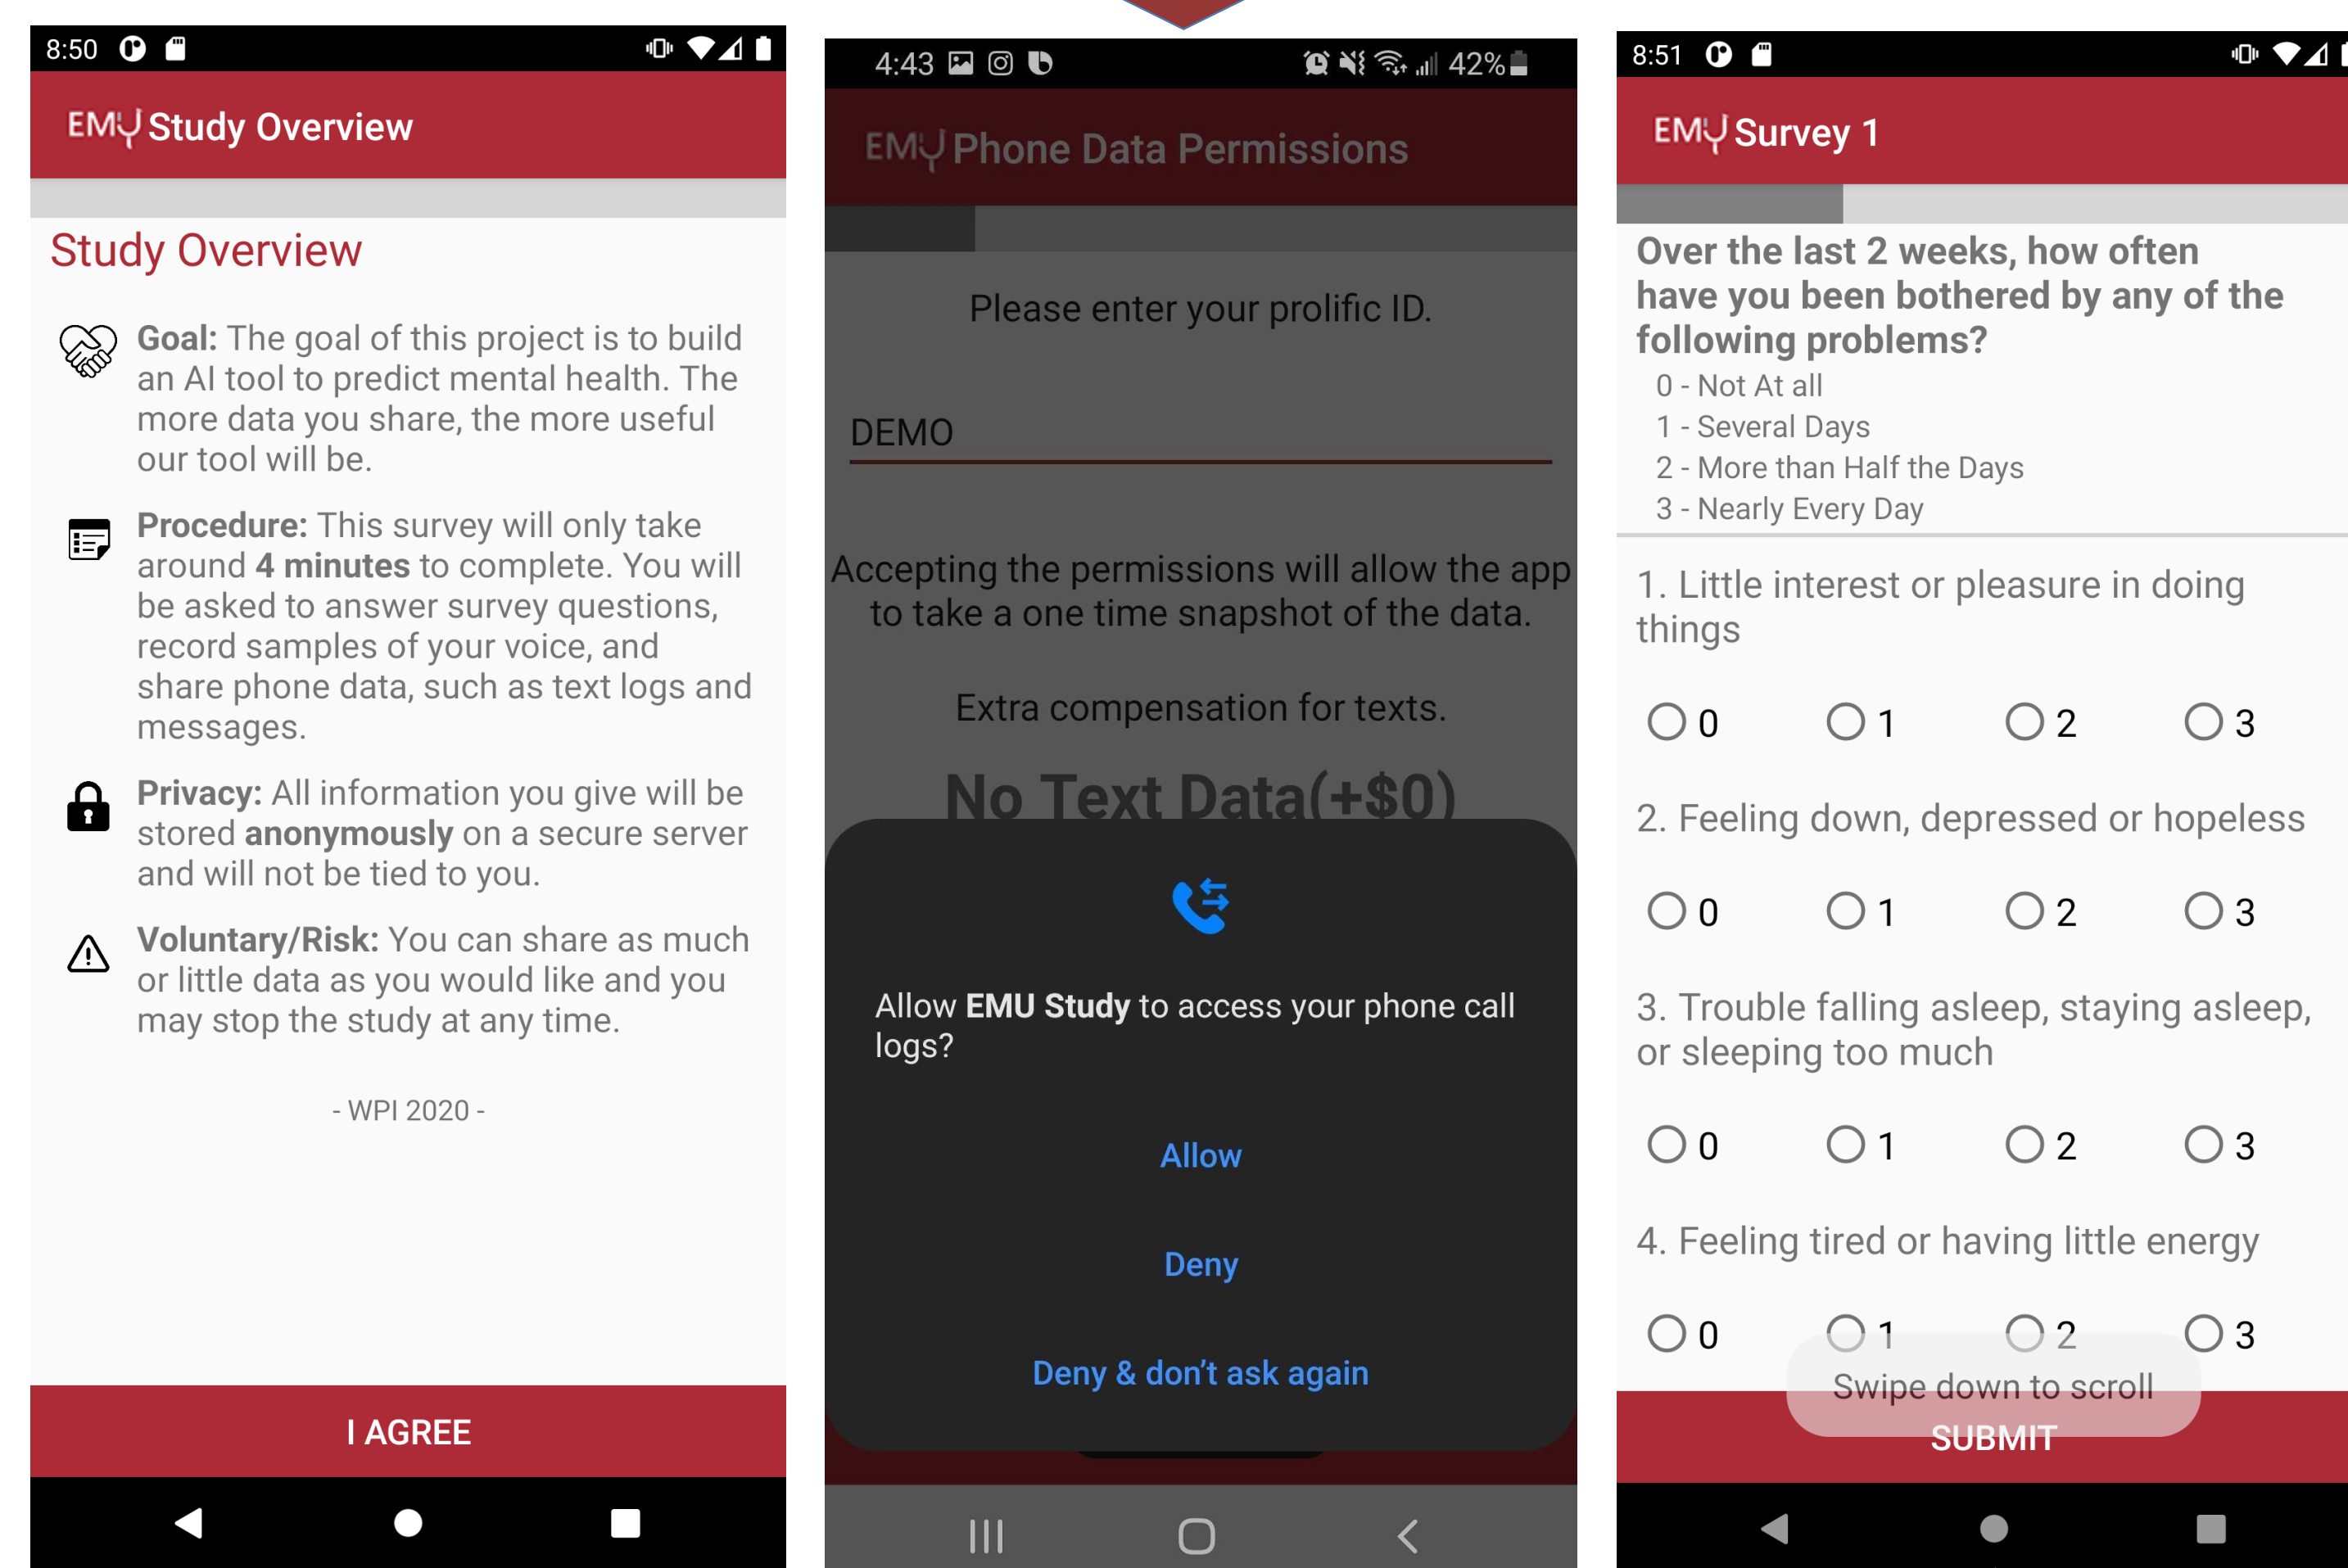 8:50
EMU Study Overview
Study Overview
Goal: The goal of this project is to build
an AI tool to predict mental health. The
more data you share, the more useful
our tool will be.
Procedure: This survey will only take
around 4 minutes to complete. You will
be asked to answer survey questions,
record samples of your voice, and
share phone data, such as text logs and
messages.
Privacy: All information you give will be
stored anonymously on a secure server
and will not be tied to you.
Voluntary/Risk: You can share as much
or little data as you would like and you
may stop the study at any time.
- WPI 2020 -
I AGREE
4:43 42%
EMU Phone Data Permissions
Please enter your prolific ID.
DEMO
Accepting the permissions will allow the app
to take a one time snapshot of the data.
Extra compensation for texts.
No Text Data(+$0)
Allow EMU Study to access your phone call
logs?
Allow
Deny
Deny & don't ask again
8:51
EMU Survey 1
Over the last 2 weeks, how often
have you been bothered by any of the
following problems?
0 - Not At all
1 - Several Days
2 - More than Half the Days
3 - Nearly Every Day
1. Little interest or pleasure in doing
things
0 1 2 3
2. Feeling down, depressed or hopeless
0 1 2 3
3. Trouble falling asleep, staying asleep,
or sleeping too much
0 1 2 3
4. Feeling tired or having little energy
0 1 2 3
Swipe down to scroll
SUBMIT